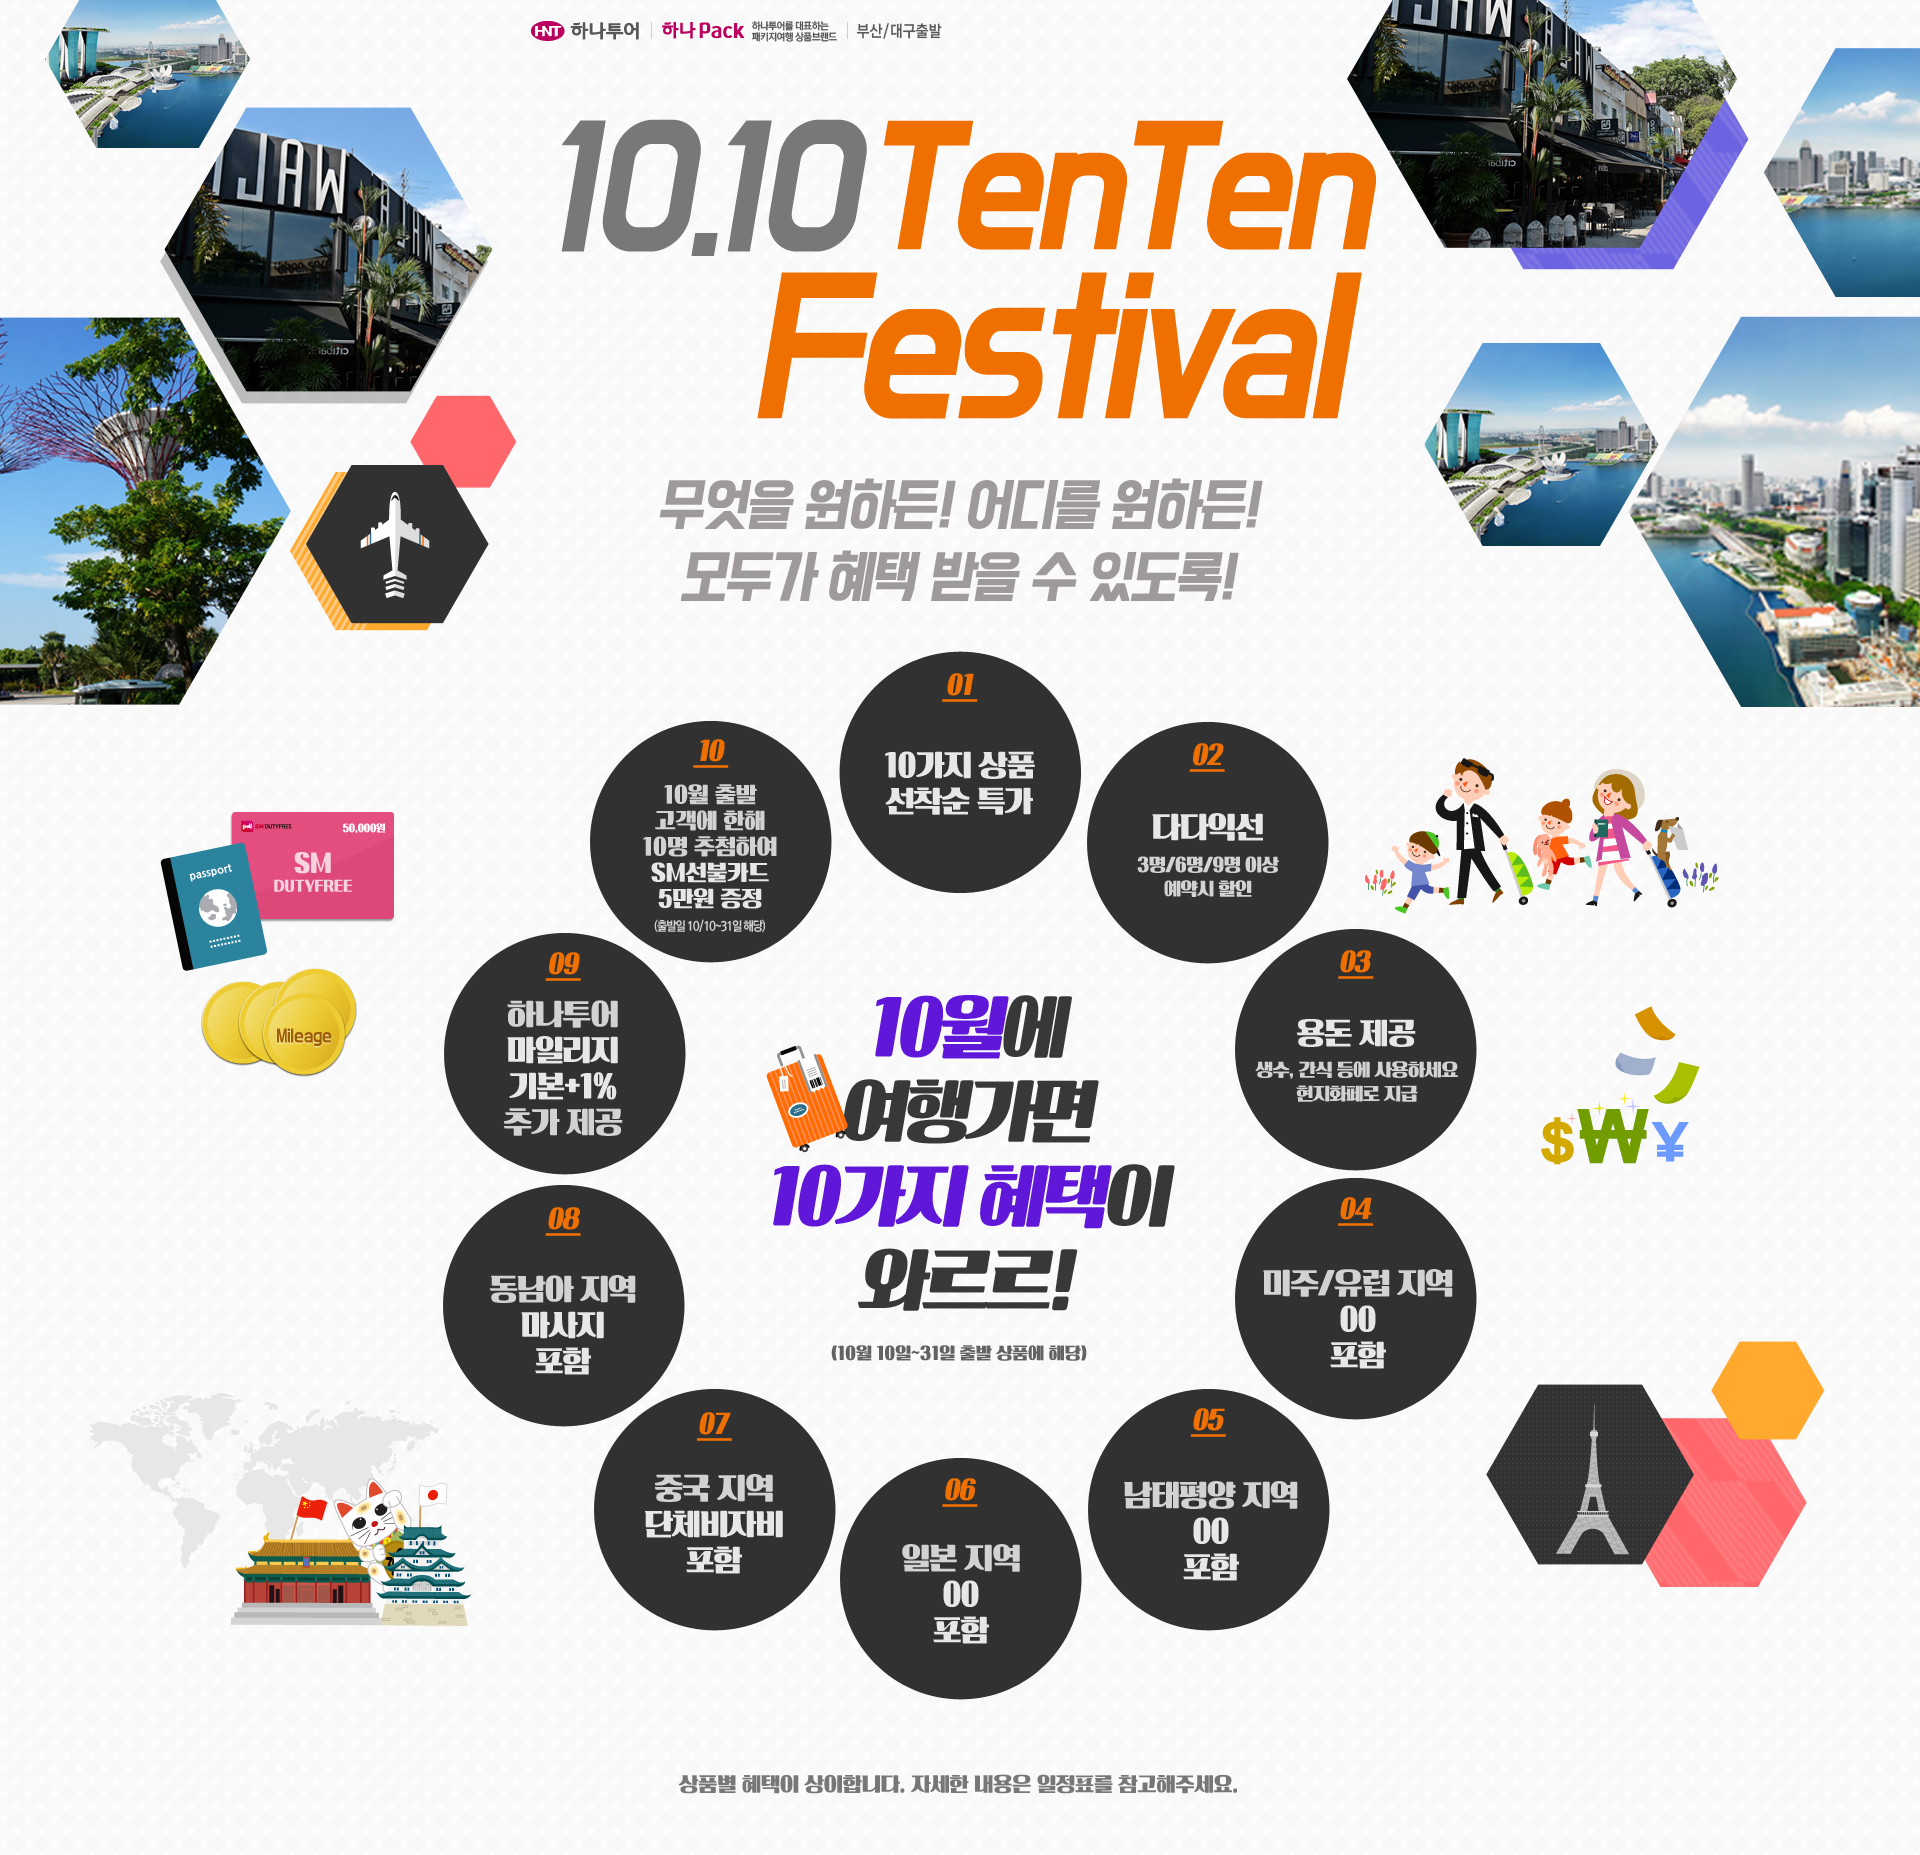 HNT 하나투어 하나 Pack 하나투어를 대표하는
패키지여행 상품브랜드
부산/대구출발
10.10 TenTen
Festival
무엇을 원하든! 어디를 원하든!
모두가 혜택 받을 수 있도록!
01
10가지 상품
선착순 특가
02
다다익선
3명/6명/9명 이상
예약시 할인
03
용돈 제공
생수, 간식 등에 사용하세요
현지화폐로 지급
04
미주/유럽 지역
00
포함
05
남태평양 지역
00
포함
06
일본 지역
00
포함
07
중국 지역
단체비자비
포함
08
동남아 지역
마사지
포함
09
하나투어
마일리지
기본+1%
추가 제공
10
10월 출발
고객에 한해
10명 추첨하여
SM선불카드
5만원 증정
(출발일 10/10~31일 해당)
10월에
여행가면
10가지 혜택이
와르르!
(10월 10일~31일 출발 상품에 해당)
SM DUTYFREE
50,000원
SM
DUTYFREE
passport
Mileage
$₩¥
상품별 혜택이 상이합니다. 자세한 내용은 일정표를 참고해주세요.